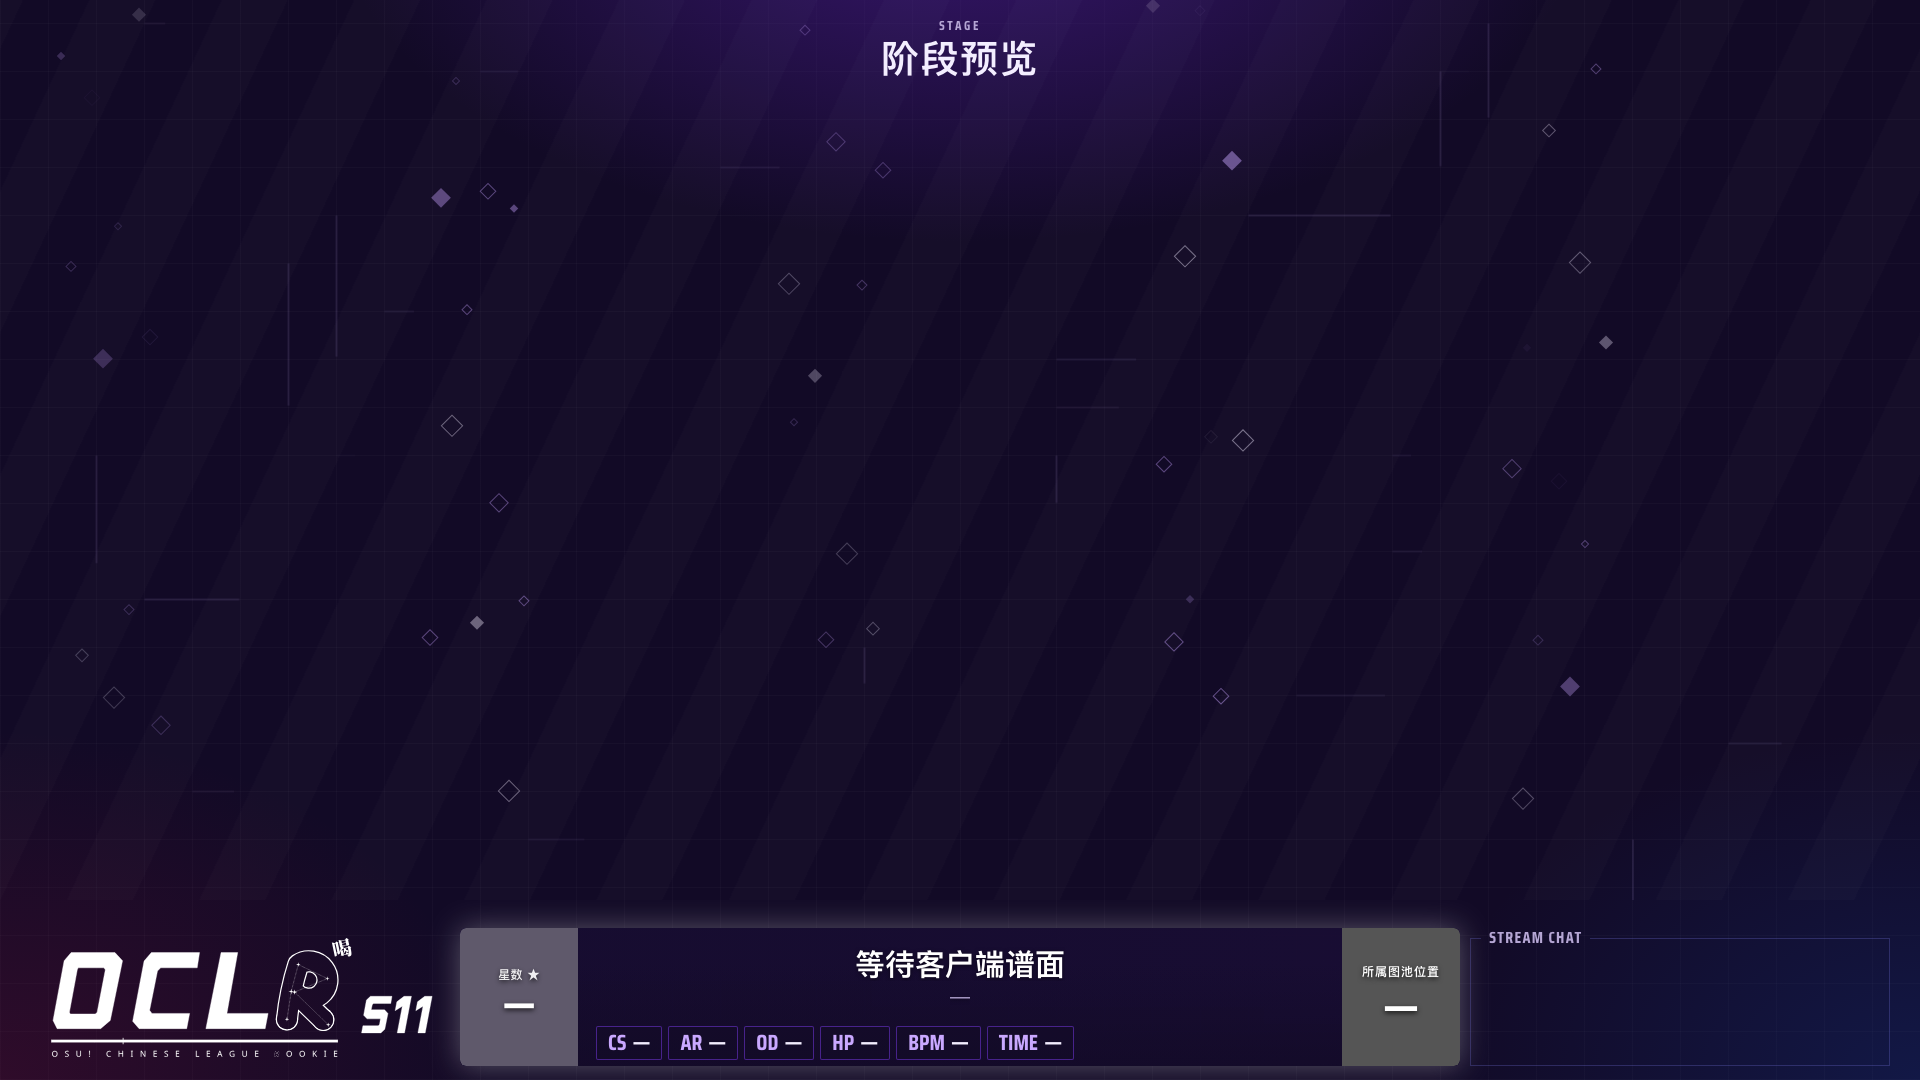 STAGE
阶段预览
喝
OCLR S11
OSU! CHINESE LEAGUE ROOKIE
星数 ★
—
等待客户端谱面
—
CS — AR — OD — HP — BPM — TIME —
所属图池位置
—
STREAM CHAT